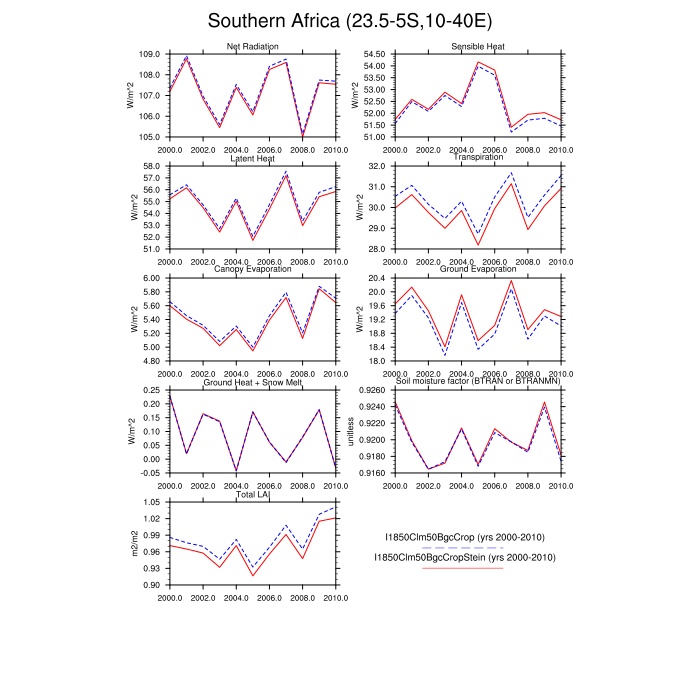 Southern Africa (23.5-5S,10-40E)
Net Radiation
Sensible Heat
109.0
108.0
107.0
106.0
105.0
W/m^2
2000.0 2002.0 2004.0 2006.0 2008.0 2010.0
54.50
54.00
53.50
53.00
52.50
52.00
51.50
51.00
W/m^2
2000.0 2002.0 2004.0 2006.0 2008.0 2010.0
Latent Heat
Transpiration
58.0
57.0
56.0
55.0
54.0
53.0
52.0
51.0
W/m^2
2000.0 2002.0 2004.0 2006.0 2008.0 2010.0
32.0
31.0
30.0
29.0
28.0
W/m^2
2000.0 2002.0 2004.0 2006.0 2008.0 2010.0
Canopy Evaporation
Ground Evaporation
6.00
5.80
5.60
5.40
5.20
5.00
4.80
W/m^2
2000.0 2002.0 2004.0 2006.0 2008.0 2010.0
20.4
20.0
19.6
19.2
18.8
18.4
18.0
W/m^2
2000.0 2002.0 2004.0 2006.0 2008.0 2010.0
Ground Heat + Snow Melt
Soil moisture factor (BTRAN or BTRANMN)
0.25
0.20
0.15
0.10
0.05
0.00
-0.05
W/m^2
2000.0 2002.0 2004.0 2006.0 2008.0 2010.0
0.9260
0.9240
0.9220
0.9200
0.9180
0.9160
unitless
2000.0 2002.0 2004.0 2006.0 2008.0 2010.0
Total LAI
1.05
1.02
0.99
0.96
0.93
0.90
m2/m2
2000.0 2002.0 2004.0 2006.0 2008.0 2010.0
I1850Clm50BgcCrop (yrs 2000-2010)
I1850Clm50BgcCropStein (yrs 2000-2010)